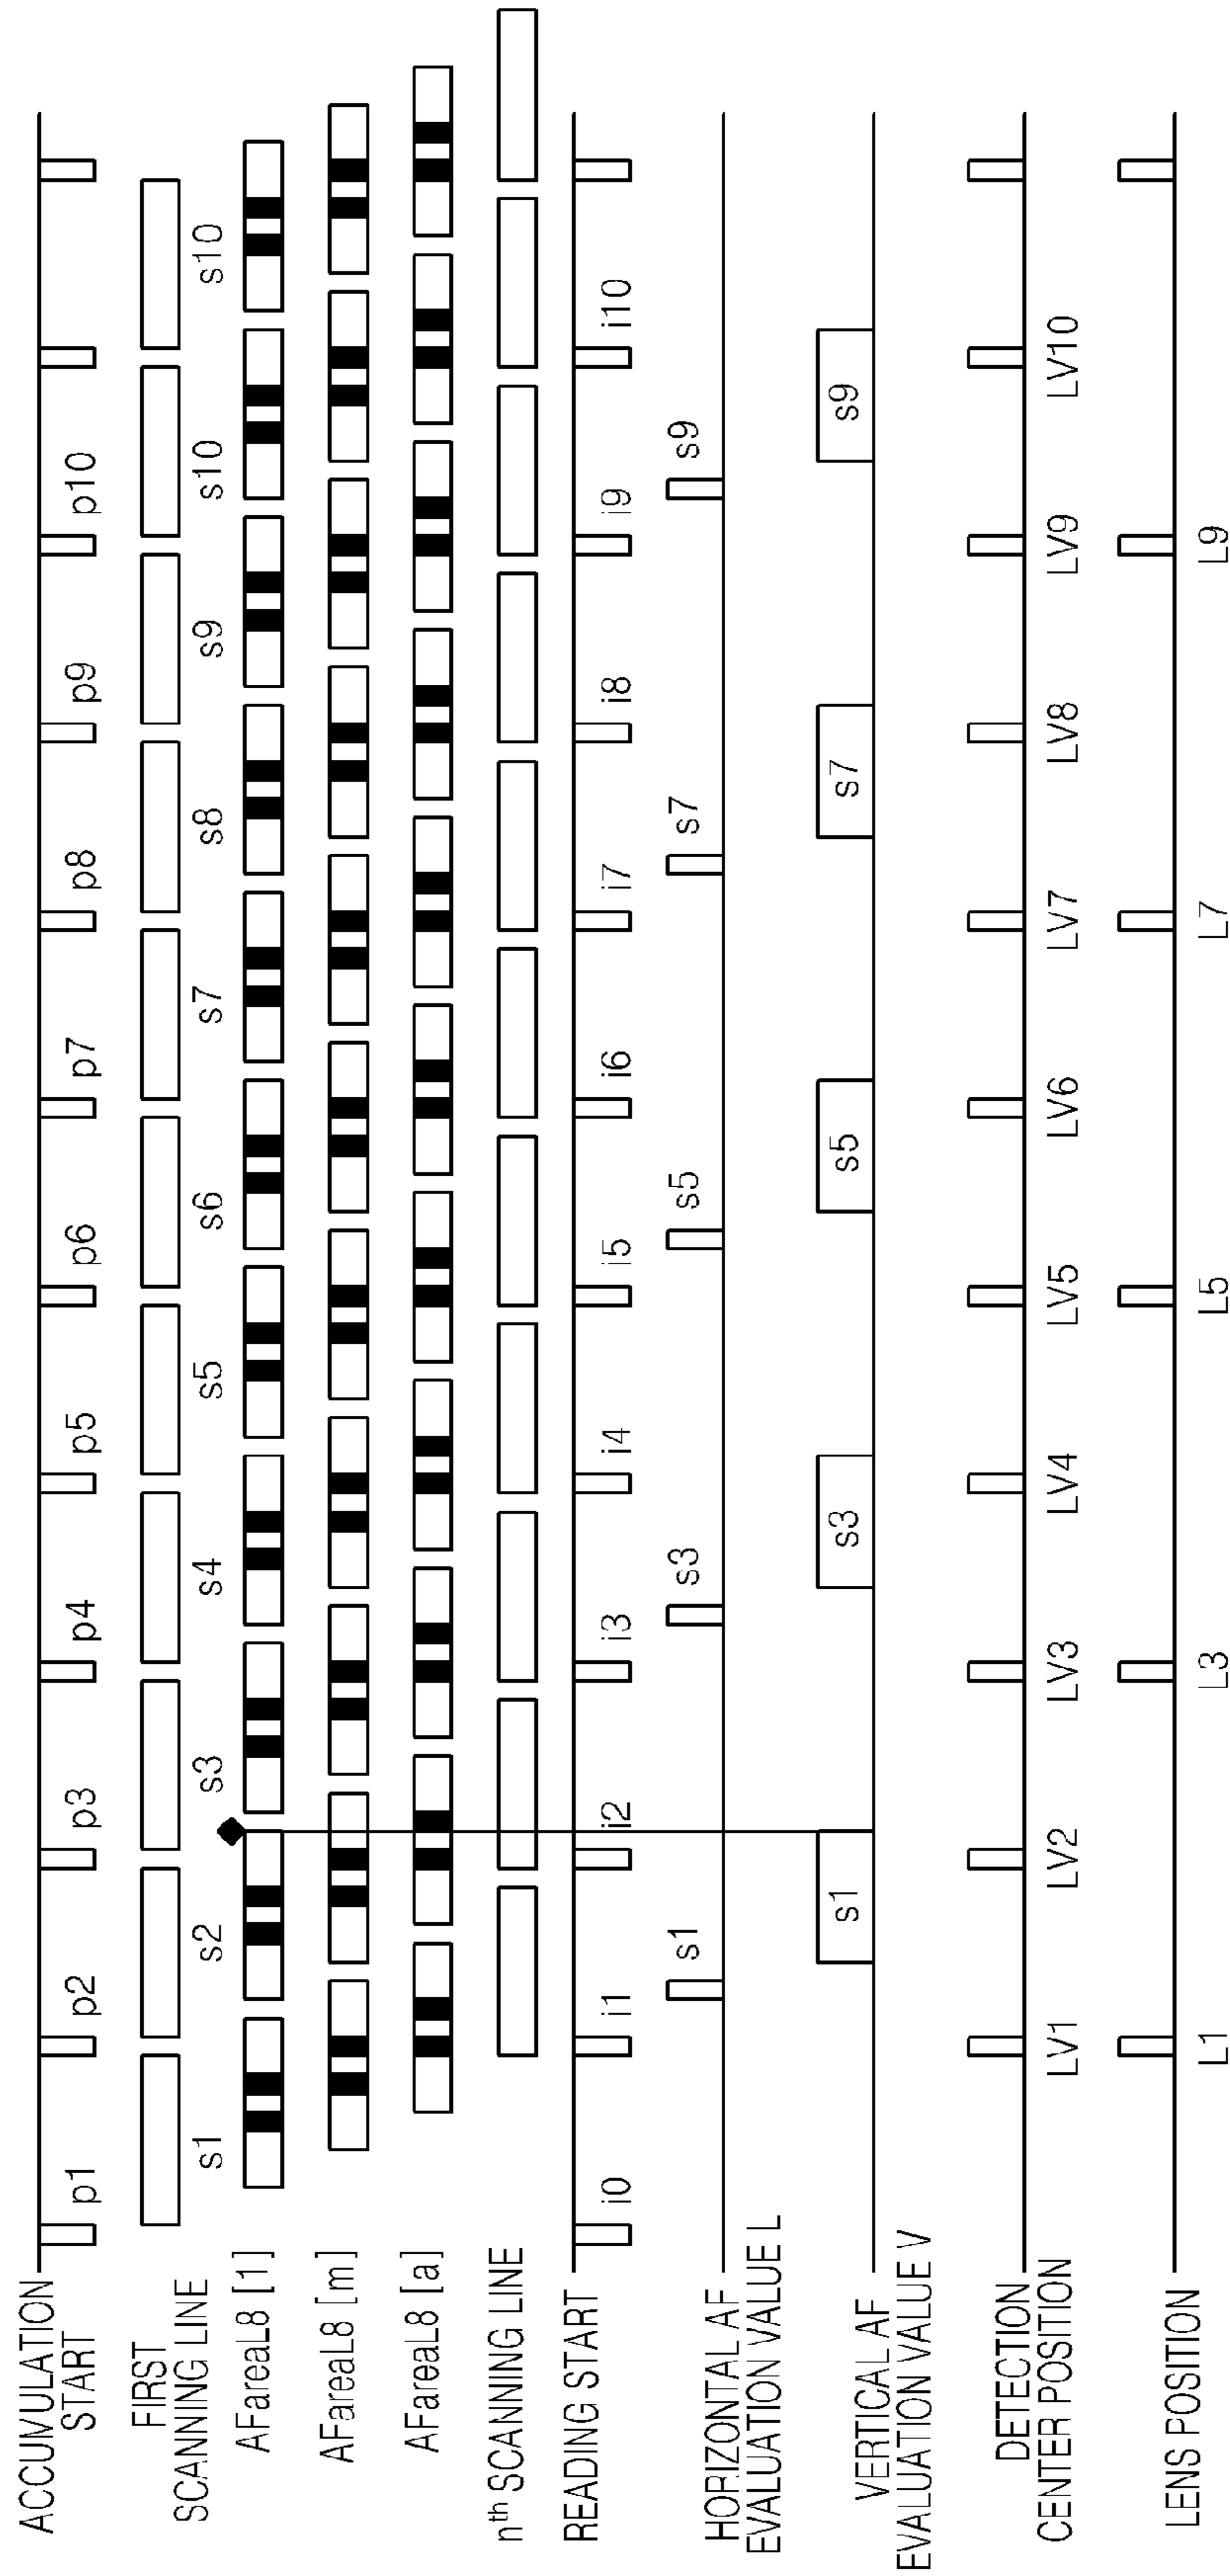 ACCUMULATION
START
p1 p2 p3 p4 p5 p6 p7 p8 p9 p10
FIRST
SCANNING LINE
s1 s2 s3 s4 s5 s6 s7 s8 s9 s10 s10
AFareaL8 [1]
AFareaL8 [m]
AFareaL8 [a]
nth SCANNING LINE
READING START
i0 i1 i2 i3 i4 i5 i6 i7 i8 i9 i10
HORIZONTAL AF
EVALUATION VALUE L
s1 s3 s5 s7 s9
VERTICAL AF
EVALUATION VALUE V
s1 s3 s5 s7 s9
DETECTION
CENTER POSITION
LV1 LV2 LV3 LV4 LV5 LV6 LV7 LV8 LV9 LV10
LENS POSITION
L1 L3 L5 L7 L9